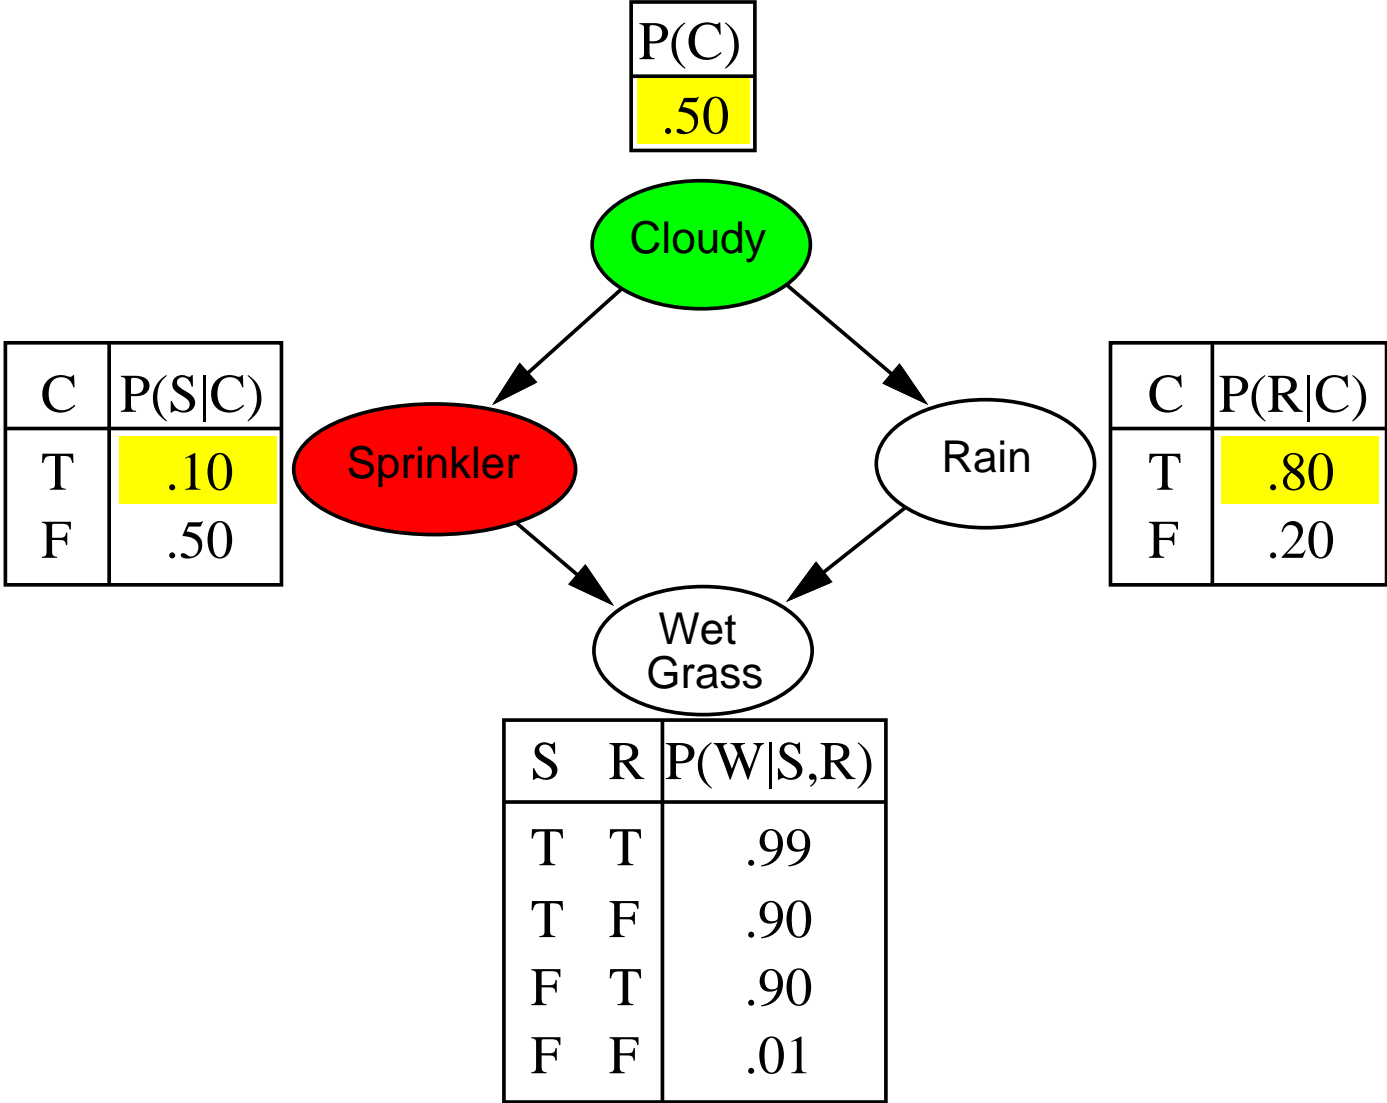 P(C)
.50
Cloudy
C P(S|C)
T .10
F .50
Sprinkler
Rain
C P(R|C)
T .80
F .20
Wet
Grass
S R P(W|S,R)
T T .99
T F .90
F T .90
F F .01